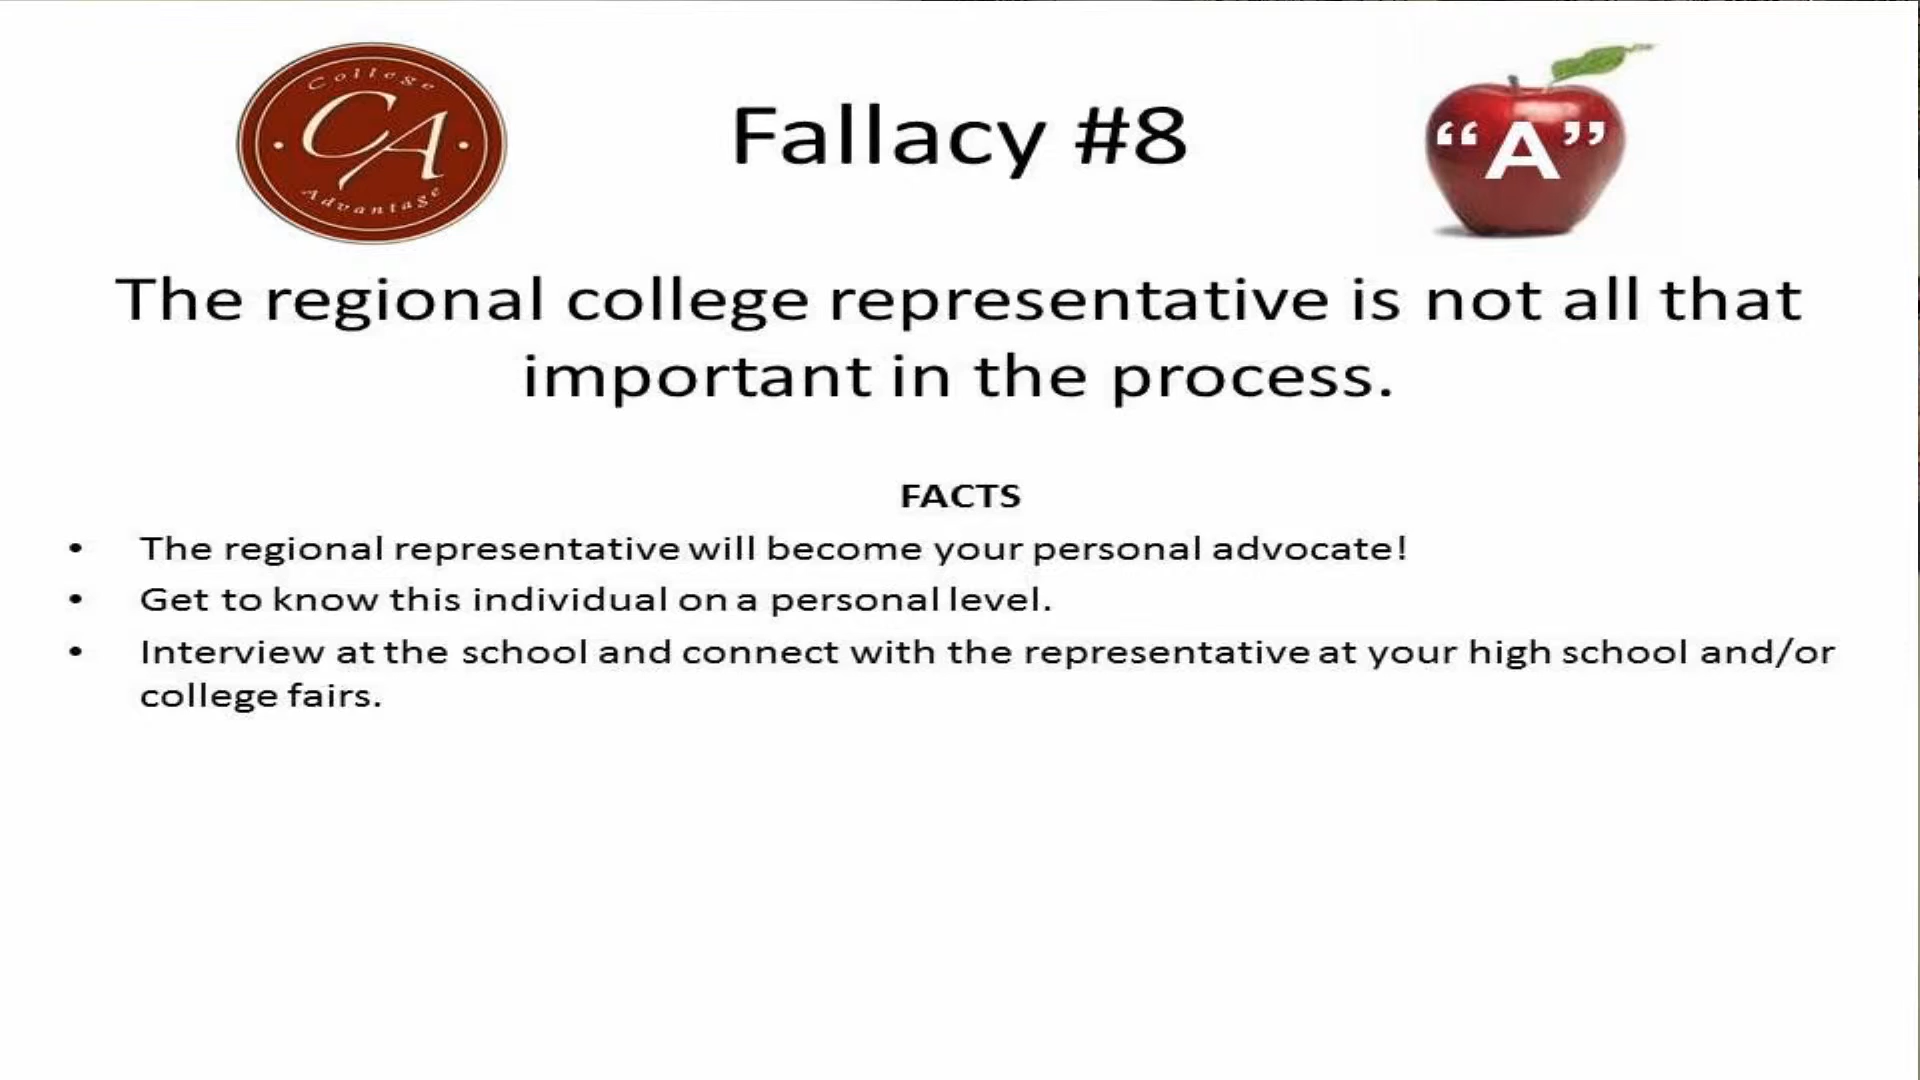 College
CA
Advantage
Fallacy #8
“A”
The regional college representative is not all that
important in the process.
FACTS
• The regional representative will become your personal advocate!
• Get to know this individual on a personal level.
• Interview at the school and connect with the representative at your high school and/or
college fairs.